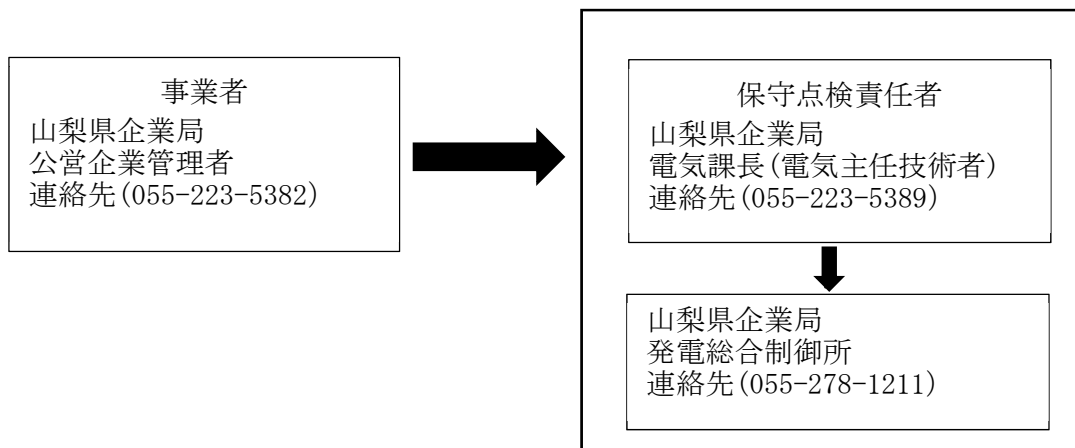 事業者
山梨県企業局
公営企業管理者
連絡先(055-223-5382)
保守点検責任者
山梨県企業局
電気課長(電気主任技術者)
連絡先(055-223-5389)
山梨県企業局
発電総合制御所
連絡先(055-278-1211)